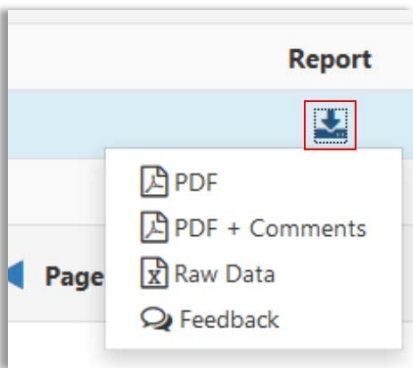 Report
PDF
PDF + Comments
Page
Raw Data
Feedback